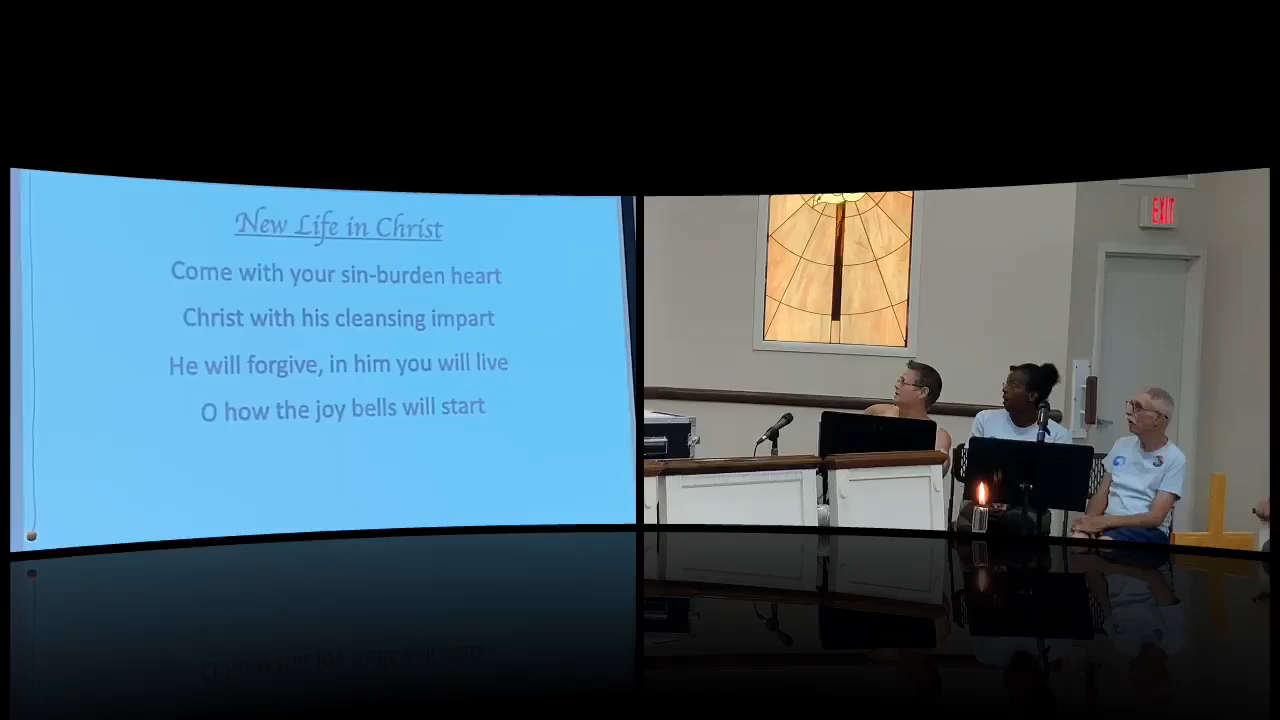 New Life in Christ
Come with your sin-burden heart
Christ with his cleansing impart
He will forgive, in him you will live
O how the joy bells will start
EXIT